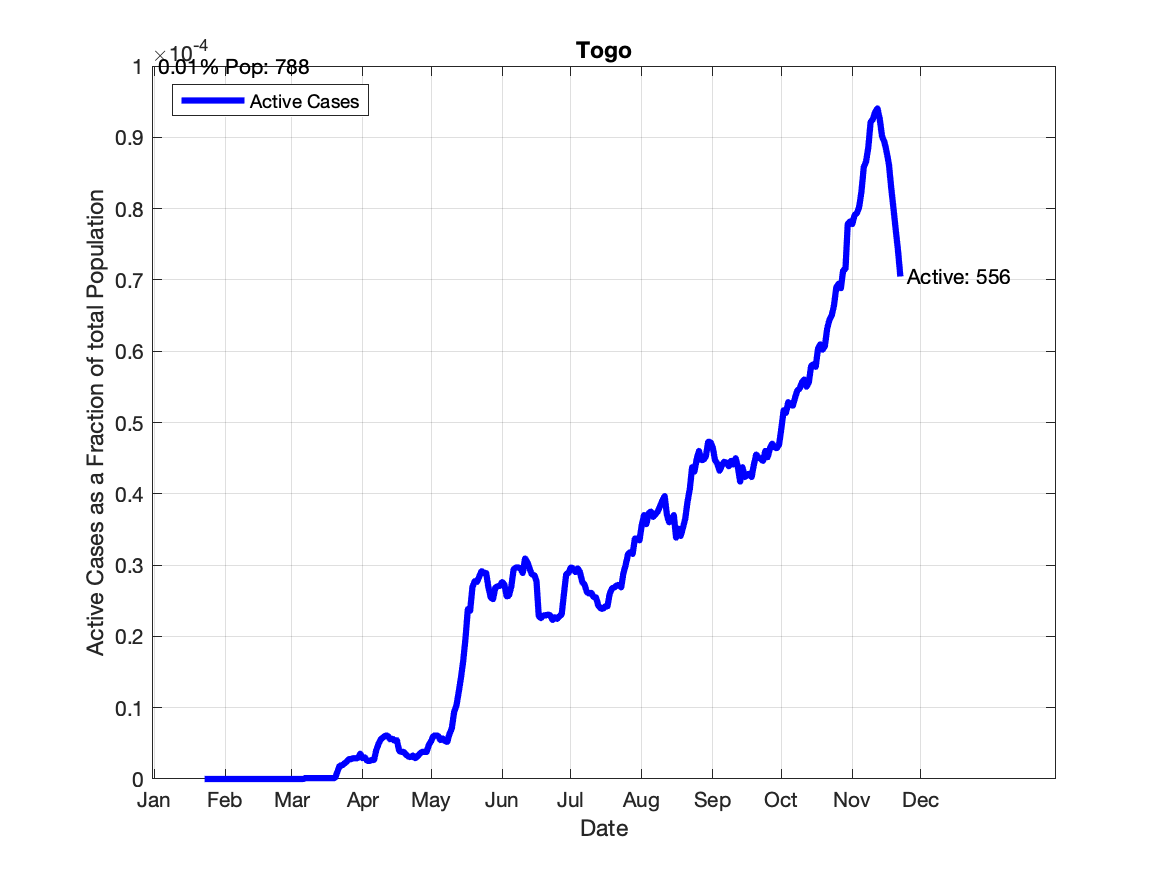 Togo
×10-4
0.01% Pop: 788
Active Cases
Active: 556
Active Cases as a Fraction of total Population
1
0.9
0.8
0.7
0.6
0.5
0.4
0.3
0.2
0.1
0
Jan Feb Mar Apr May Jun Jul Aug Sep Oct Nov Dec
Date